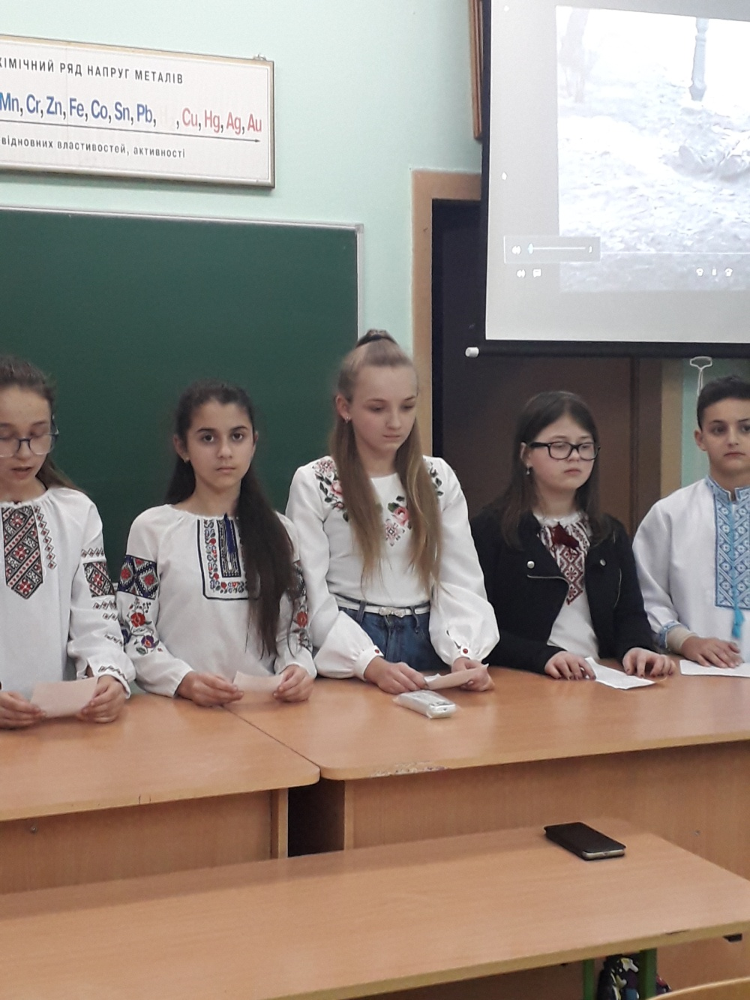 ХІМІЧНИЙ РЯД НАПРУГ МЕТАЛІВ
Mn, Cr, Zn, Fe, Co, Sn, Pb, , Cu, Hg, Ag, Au
відновних властивостей, активності